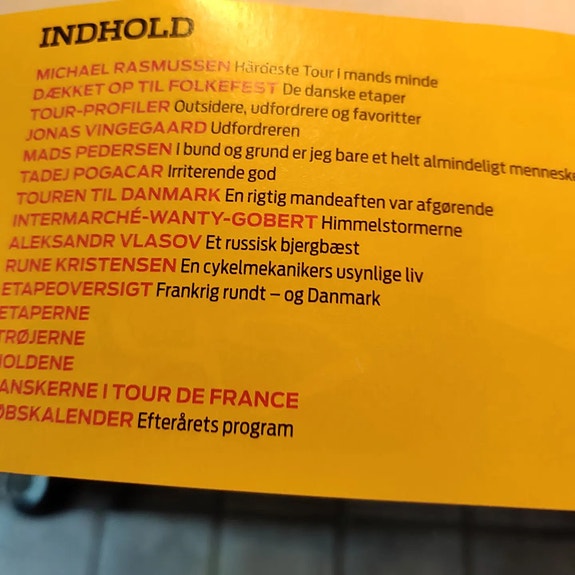 INDHOLD
MICHAEL RASMUSSEN Hårdeste Tour i mands minde
DÆKKET OP TIL FOLKEFEST De danske etaper
TOUR-PROFILER Outsidere, udfordrere og favoritter
JONAS VINGEGAARD Udfordreren
MADS PEDERSEN I bund og grund er jeg bare et helt almindeligt menneske
TADEJ POGACAR Irriterende god
TOUREN TIL DANMARK En rigtig mandeaften var afgørende
INTERMARCHÉ-WANTY-GOBERT Himmelstormerne
ALEKSANDR VLASOV Et russisk bjergbæst
RUNE KRISTENSEN En cykelmekanikers usynlige liv
ETAPEOVERSIGT Frankrig rundt – og Danmark
ETAPERNE
TRØJERNE
HOLDENE
ANSKERNE I TOUR DE FRANCE
ØBSKALENDER Efterårets program